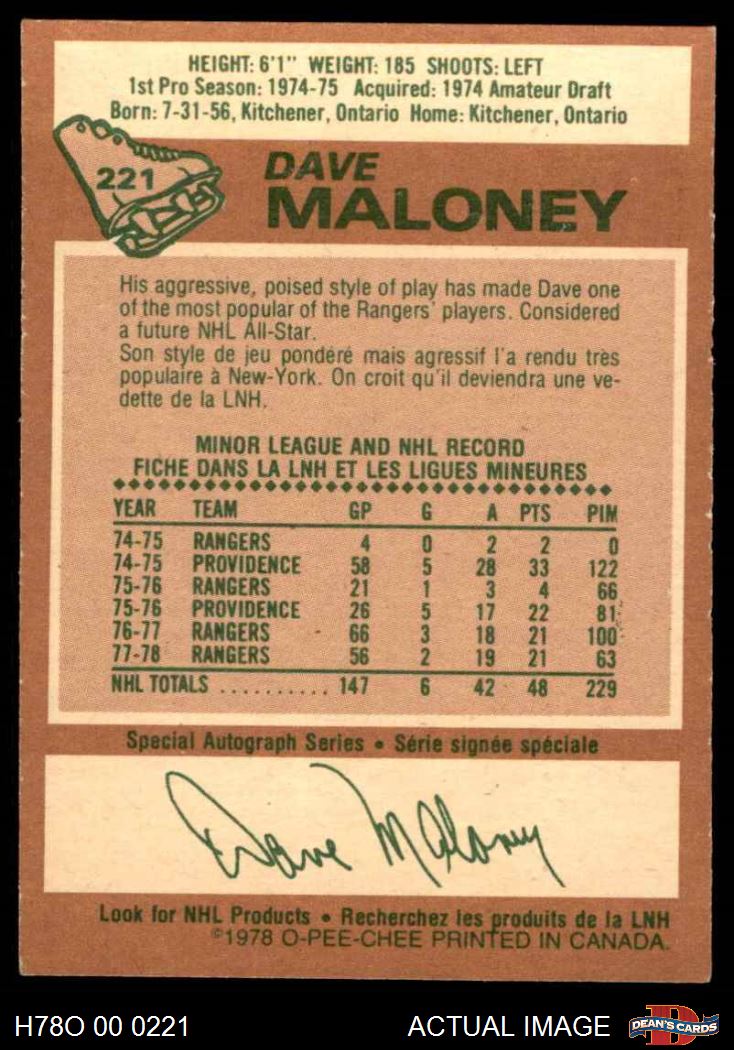 HEIGHT: 6'1" WEIGHT: 185 SHOOTS: LEFT
1st Pro Season: 1974-75 Acquired: 1974 Amateur Draft
Born: 7-31-56, Kitchener, Ontario Home: Kitchener, Ontario
221
DAVE
MALONEY
His aggressive, poised style of play has made Dave one
of the most popular of the Rangers' players. Considered
a future NHL All-Star.
Son style de jeu pondéré mais agressif l'a rendu très
populaire à New-York. On croit qu'il deviendra une ve-
dette de la LNH.
MINOR LEAGUE AND NHL RECORD
FICHE DANS LA LNH ET LES LIGUES MINEURES
YEAR TEAM GP G A PTS PIM
74-75 RANGERS 4 0 2 2 0
74-75 PROVIDENCE 58 5 28 33 122
75-76 RANGERS 21 1 3 4 66
75-76 PROVIDENCE 26 5 17 22 81
76-77 RANGERS 66 3 18 21 100
77-78 RANGERS 56 2 19 21 63
NHL TOTALS .......... 147 6 42 48 229
Special Autograph Series • Série signée spéciale
Dave Maloney
Look for NHL Products • Recherchez les produits de la LNH
©1978 O-PEE-CHEE PRINTED IN CANADA.
H78O 00 0221 ACTUAL IMAGE D DEAN'S CARDS